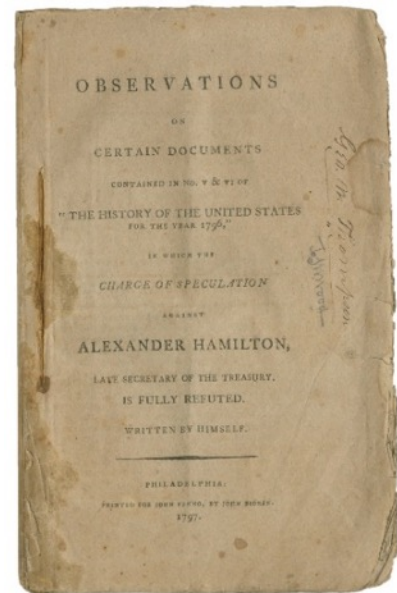 OBSERVATIONS
ON
CERTAIN DOCUMENTS
CONTAINED IN NO. V & VI OF
"THE HISTORY OF THE UNITED STATES
FOR THE YEAR 1796,"
IN WHICH THE
CHARGE OF SPECULATION
AGAINST
ALEXANDER HAMILTON,
LATE SECRETARY OF THE TREASURY,
IS FULLY REFUTED.
WRITTEN BY HIMSELF.
PHILADELPHIA:
PRINTED FOR JOHN FENNO, BY JOHN BIOREN.
1797.